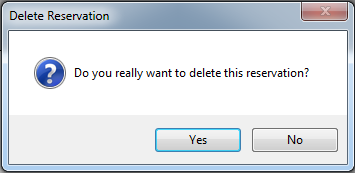 Delete Reservation
Do you really want to delete this reservation?
Yes
No